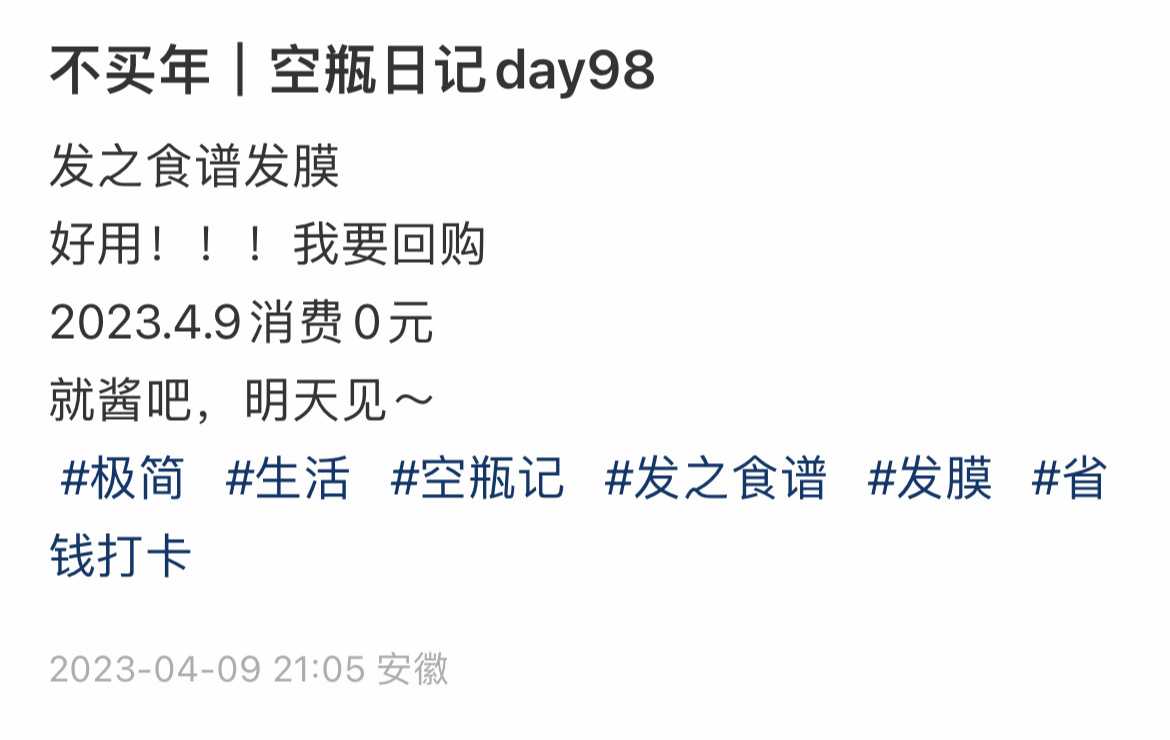 不买年｜空瓶日记day98
发之食谱发膜
好用！！！我要回购
2023.4.9消费0元
就酱吧，明天见～
#极简 #生活 #空瓶记 #发之食谱 #发膜 #省
钱打卡
2023-04-09 21:05 安徽